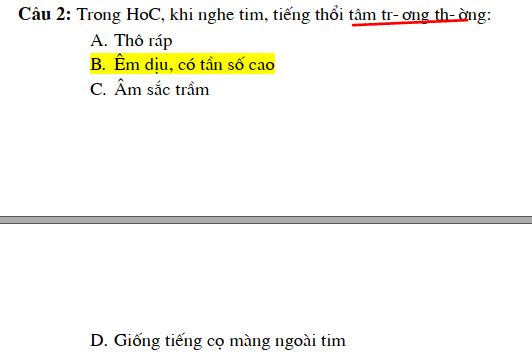 Câu 2: Trong HoC, khi nghe tim, tiếng thổi tâm tr- ơng th- ờng:
A. Thô ráp
B. Êm dịu, có tần số cao
C. Âm sắc trầm
D. Giống tiếng cọ màng ngoài tim